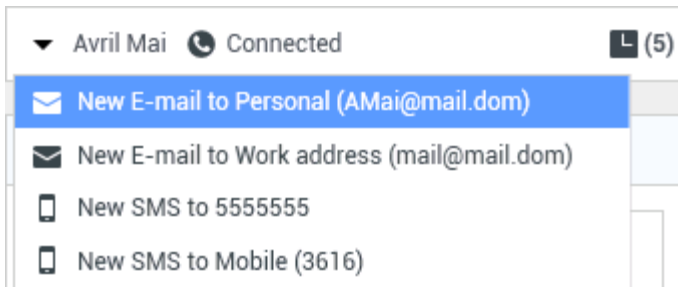 Avril Mai Connected (5)
New E-mail to Personal (AMai@mail.dom)
New E-mail to Work address (mail@mail.dom)
New SMS to 5555555
New SMS to Mobile (3616)